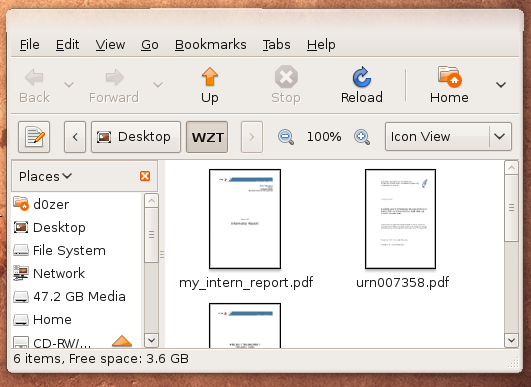 File Edit View Go Bookmarks Tabs Help
Back Forward Up Stop Reload Home
Desktop WZT 100% Icon View
Places
d0zer
Desktop
File System
Network
47.2 GB Media
Home
CD-RW/...
my_intern_report.pdf urn007358.pdf
6 items, Free space: 3.6 GB